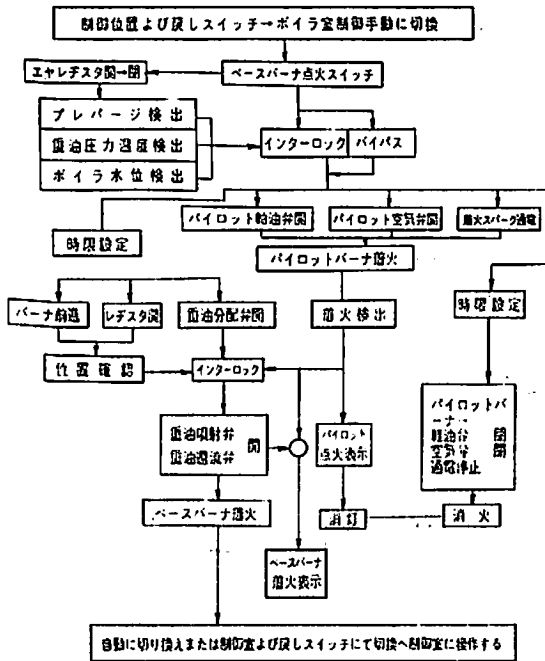 制御位置および戻しスイッチ→ボイラ室制御手動に切換
エヤレヂスタ開→閉
ベースバーナ点火スイッチ
プレパージ検出
重油圧力温度検出
ボイラ水位検出
インターロック
バイパス
時限設定
パイロット軽油弁開
パイロット空気弁開
着火スパーク通電
パイロットバーナ着火
バーナ前進
レヂスタ開
重油分配弁開
着火検出
時限設定
位置確認
インターロック
重油噴射弁
重油還流弁
開
パイロット
点火表示
パイロットバ
ーナー
軽油弁 閉
空気弁 閉
通電停止
ベースバーナ着火
消灯
消火
ベースバーナ
着火表示
自動に切り換えまたは制御室および戻しスイッチにて切換へ制御室に操作する